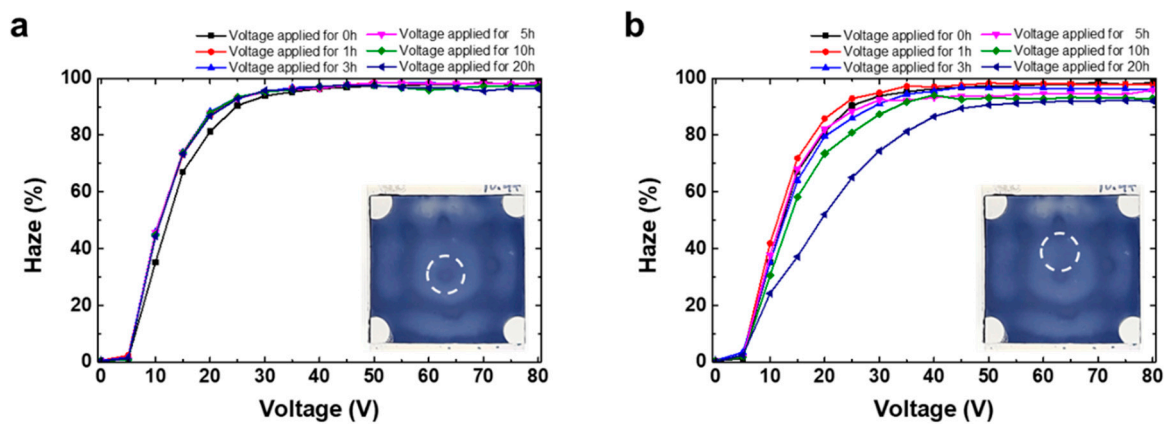 a
Voltage applied for 0h
Voltage applied for 5h
Voltage applied for 1h
Voltage applied for 10h
Voltage applied for 3h
Voltage applied for 20h
100
80
60
40
20
0
Haze (%)
0 10 20 30 40 50 60 70 80
Voltage (V)
b
Voltage applied for 0h
Voltage applied for 5h
Voltage applied for 1h
Voltage applied for 10h
Voltage applied for 3h
Voltage applied for 20h
100
80
60
40
20
0
Haze (%)
0 10 20 30 40 50 60 70 80
Voltage (V)